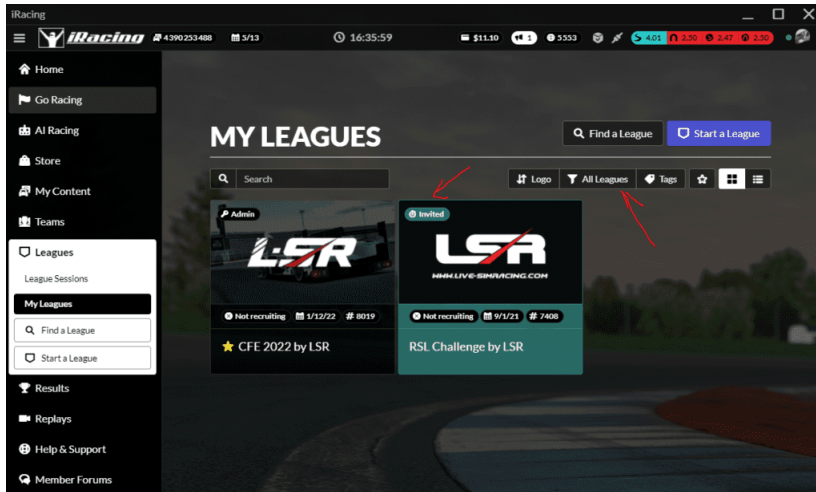 iRacing
iRacing 4390253488 5/13 16:35:59 $11.10 1 5553 4.01 2.50 2.47 2.50
Home
Go Racing
AI Racing
Store
My Content
Teams
Leagues
League Sessions
My Leagues
Find a League
Start a League
Results
Replays
Help & Support
Member Forums
MY LEAGUES
Find a League Start a League
Search Logo All Leagues Tags
Admin
LSR
Not recruiting 1/12/22 # 8019
CFE 2022 by LSR
Invited
LSR
WWW.LIVE-SIMRACING.COM
Not recruiting 9/1/21 # 7408
RSL Challenge by LSR